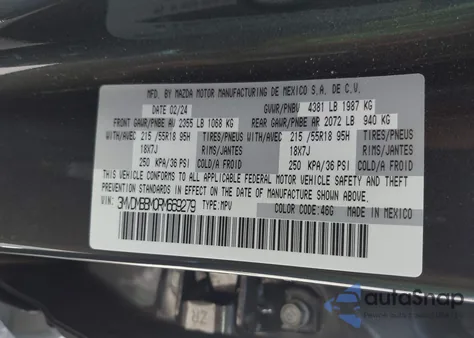 MFD. BY MAZDA MOTOR MANUFACTURING DE MEXICO S.A. DE C.V.
DATE 02/24 GVWR/PNBV 4381 LB 1987 KG
FRONT GAWR/PNBE AV 2355 LB 1068 KG REAR GAWR/PNBE AR 2072 LB 940 KG
WITH/AVEC 215/55R18 95H TIRES/PNEUS WITH/AVEC 215/55R18 95H TIRES/PNEUS
18X7J RIMS/JANTES 18X7J RIMS/JANTES
250 KPA/36 PSI COLD/A FROID 250 KPA/36 PSI COLD/A FROID
THIS VEHICLE CONFORMS TO ALL APPLICABLE FEDERAL MOTOR VEHICLE SAFETY AND THEFT PREVENTION
STANDARDS IN EFFECT ON THE DATE OF MANUFACTURE SHOWN ABOVE. COLOR CODE: 46G
VIN: 3MVDMBBM0RM669279 TYPE: MPV
2R
autoSnap